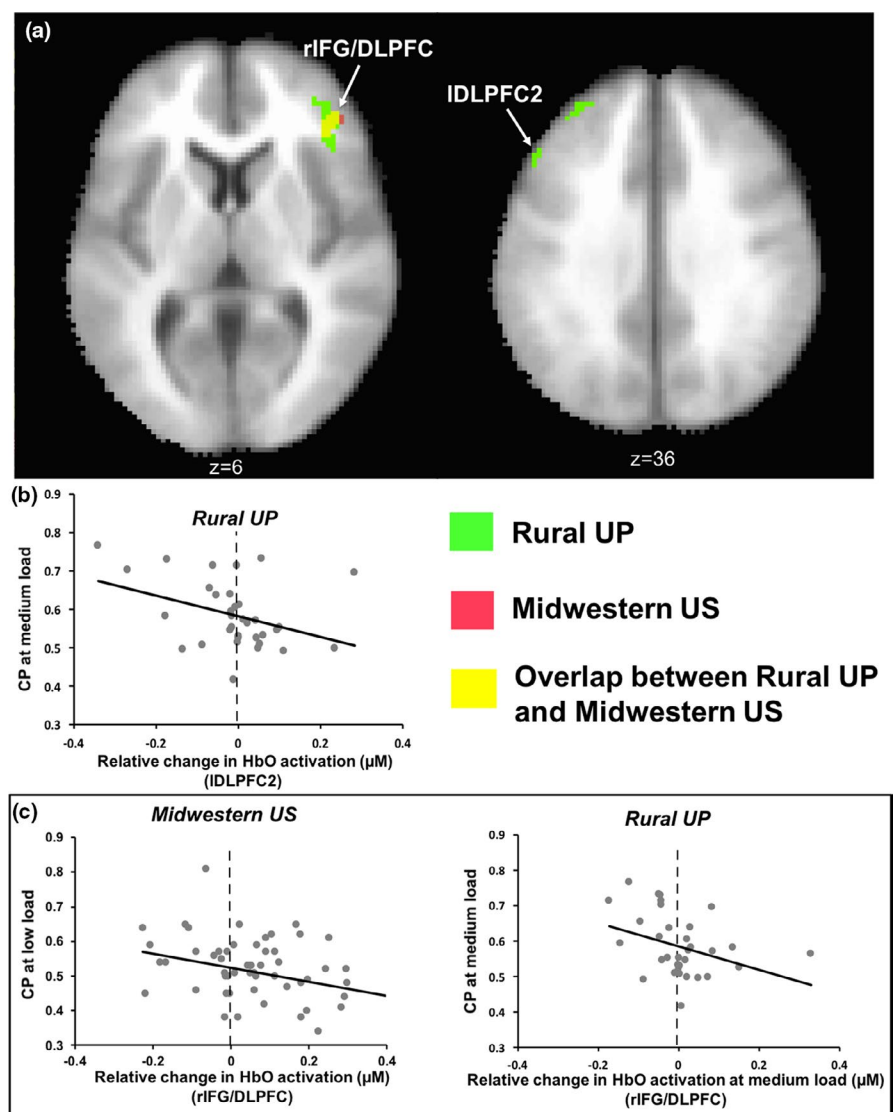 (a)
rIFG/DLPFC
lDLPFC2
z=6
z=36
(b)
Rural UP
0.9
0.8
0.7
0.6
0.5
0.4
0.3
CP at medium load
-0.4
-0.2
0
0.2
0.4
Relative change in HbO activation (µM)
(lDLPFC2)
Rural UP
Midwestern US
Overlap between Rural UP
and Midwestern US
(c)
Midwestern US
0.9
0.8
0.7
0.6
0.5
0.4
0.3
CP at low load
-0.4
-0.2
0
0.2
0.4
Relative change in HbO activation (µM)
(rIFG/DLPFC)
Rural UP
0.9
0.8
0.7
0.6
0.5
0.4
0.3
CP at medium load
-0.4
-0.2
0
0.2
0.4
Relative change in HbO activation at medium load (µM)
(rIFG/DLPFC)